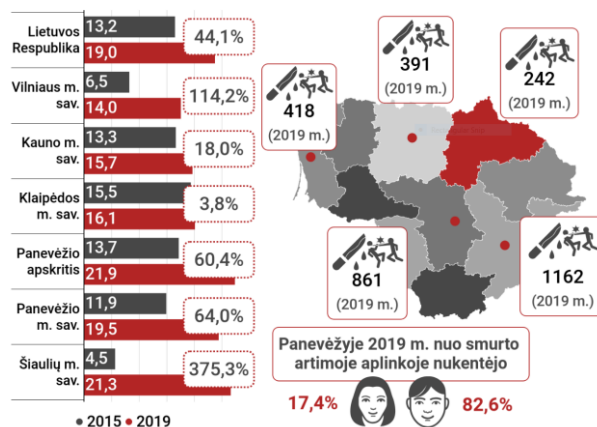 Lietuvos
Respublika
13,2
19,0
44,1%
Vilniaus m.
sav.
6,5
14,0
114,2%
Kauno m.
sav.
13,3
15,7
18,0%
Klaipėdos
m. sav.
15,5
16,1
3,8%
Panevėžio
apskritis
13,7
21,9
60,4%
Panevėžio
m. sav.
11,9
19,5
64,0%
Šiaulių m.
sav.
4,5
21,3
375,3%
2015
2019
391
(2019 m.)
242
(2019 m.)
418
(2019 m.)
861
(2019 m.)
1162
(2019 m.)
Panevėžyje 2019 m. nuo smurto
artimoje aplinkoje nukentėjo
17,4%
82,6%